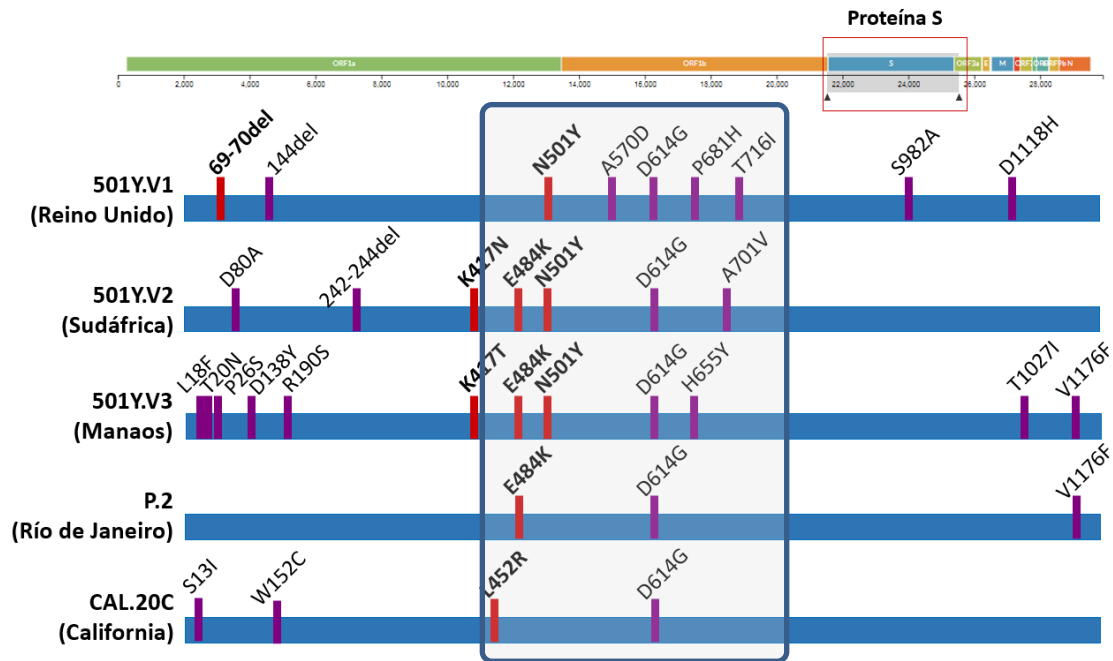 Proteína S
ORF1a ORF1b S ORF3a E M N
0 2,000 4,000 6,000 8,000 10,000 12,000 14,000 16,000 18,000 20,000 22,000 24,000 26,000 28,000
501Y.V1
(Reino Unido)
69-70del 144del N501Y A570D D614G P681H T716I S982A D1118H
501Y.V2
(Sudáfrica)
D80A 242-244del K417N E484K N501Y D614G A701V
501Y.V3
(Manaos)
L18F T20N P26S D138Y R190S K417T E484K N501Y D614G H655Y T1027I V1176F
P.2
(Río de Janeiro)
E484K D614G V1176F
CAL.20C
(California)
S13I W152C L452R D614G